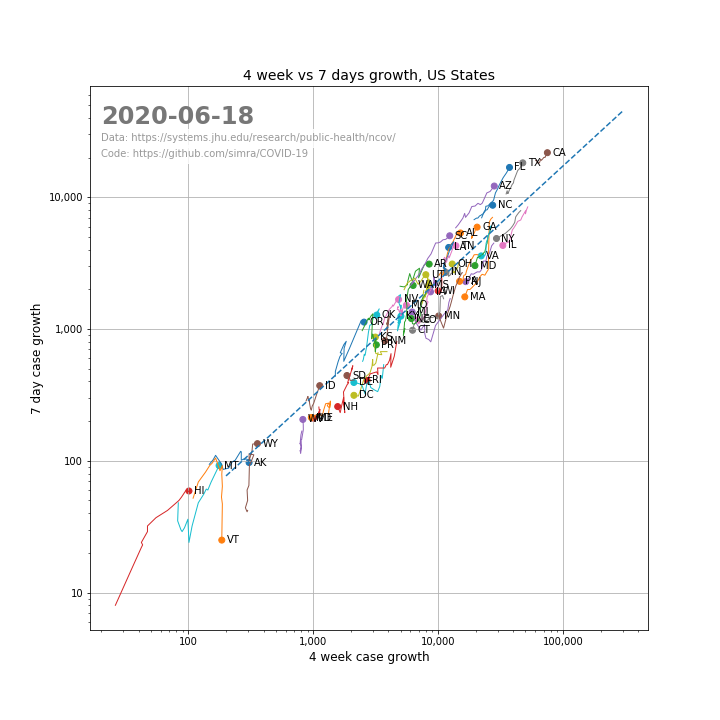 4 week vs 7 days growth, US States
2020-06-18
Data: https://systems.jhu.edu/research/public-health/ncov/
Code: https://github.com/simra/COVID-19
CA
TX
FL
AZ
NC
10,000
GA
AL
SC
NY
IL
LA
TN
VA
MD
OH
AR
IN
UT
PA
NJ
WA
MS
MA
WI
NV
MO
MN
OK
OR
CO
CT
1,000
KS
NM
PR
SD
DE
RI
ID
DC
NH
ME
WY
100
MT
AK
HI
VT
10
100
1,000
10,000
100,000
4 week case growth
7 day case growth